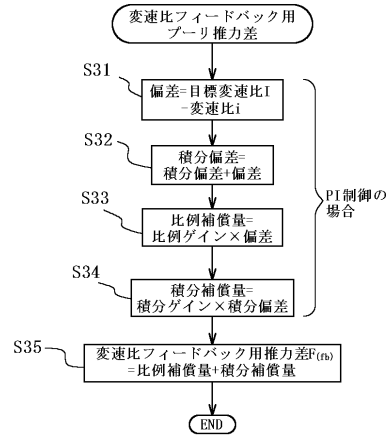 変速比フィードバック用
プーリ推力差
S31
偏差=目標変速比I
-変速比i
S32
積分偏差=
積分偏差+偏差
S33
比例補償量=
比例ゲイン×偏差
PI制御の
場合
S34
積分補償量=
積分ゲイン×積分偏差
S35
変速比フィードバック用推力差F(fb)
=比例補償量+積分補償量
END